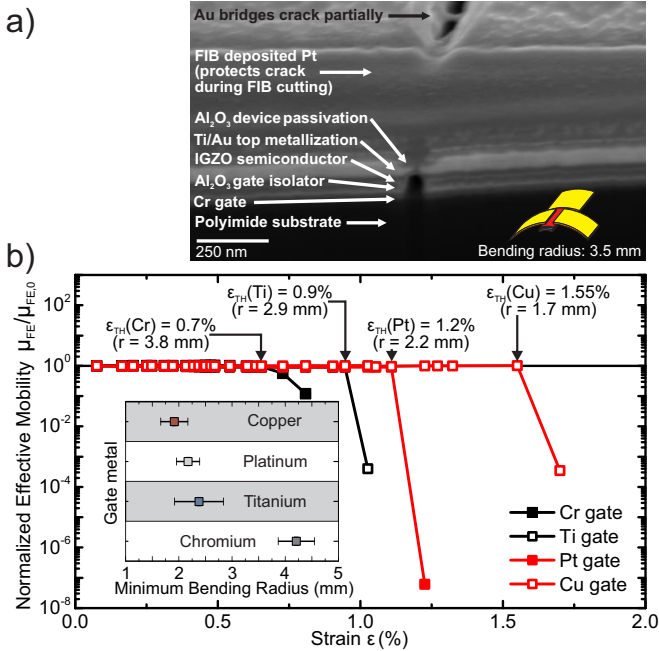 a)
Au bridges crack partially
FIB deposited Pt
(protects crack
during FIB cutting)
Al₂O₃ device passivation
Ti/Au top metallization
IGZO semiconductor
Al₂O₃ gate isolator
Cr gate
Polyimide substrate
250 nm
Bending radius: 3.5 mm
b)
Normalized Effective Mobility μFE/μFE,0
10²
10⁰
10⁻²
10⁻⁴
10⁻⁶
10⁻⁸
εTH(Cr) = 0.7%
(r = 3.8 mm)
εTH(Ti) = 0.9%
(r = 2.9 mm)
εTH(Pt) = 1.2%
(r = 2.2 mm)
εTH(Cu) = 1.55%
(r = 1.7 mm)
Gate metal
Copper
Platinum
Titanium
Chromium
1 2 3 4 5
Minimum Bending Radius (mm)
Cr gate
Ti gate
Pt gate
Cu gate
0.0 0.5 1.0 1.5 2.0
Strain ε(%)